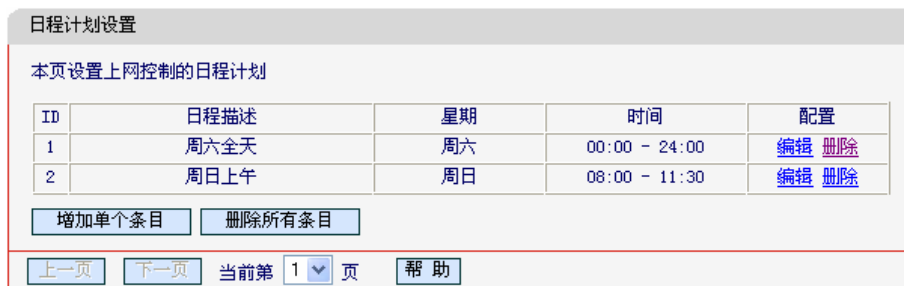 日程计划设置
本页设置上网控制的日程计划
ID 日程描述 星期 时间 配置
1 周六全天 周六 00:00 - 24:00 编辑 删除
2 周日上午 周日 08:00 - 11:30 编辑 删除
增加单个条目 删除所有条目
上一页 下一页 当前第 1 页 帮 助